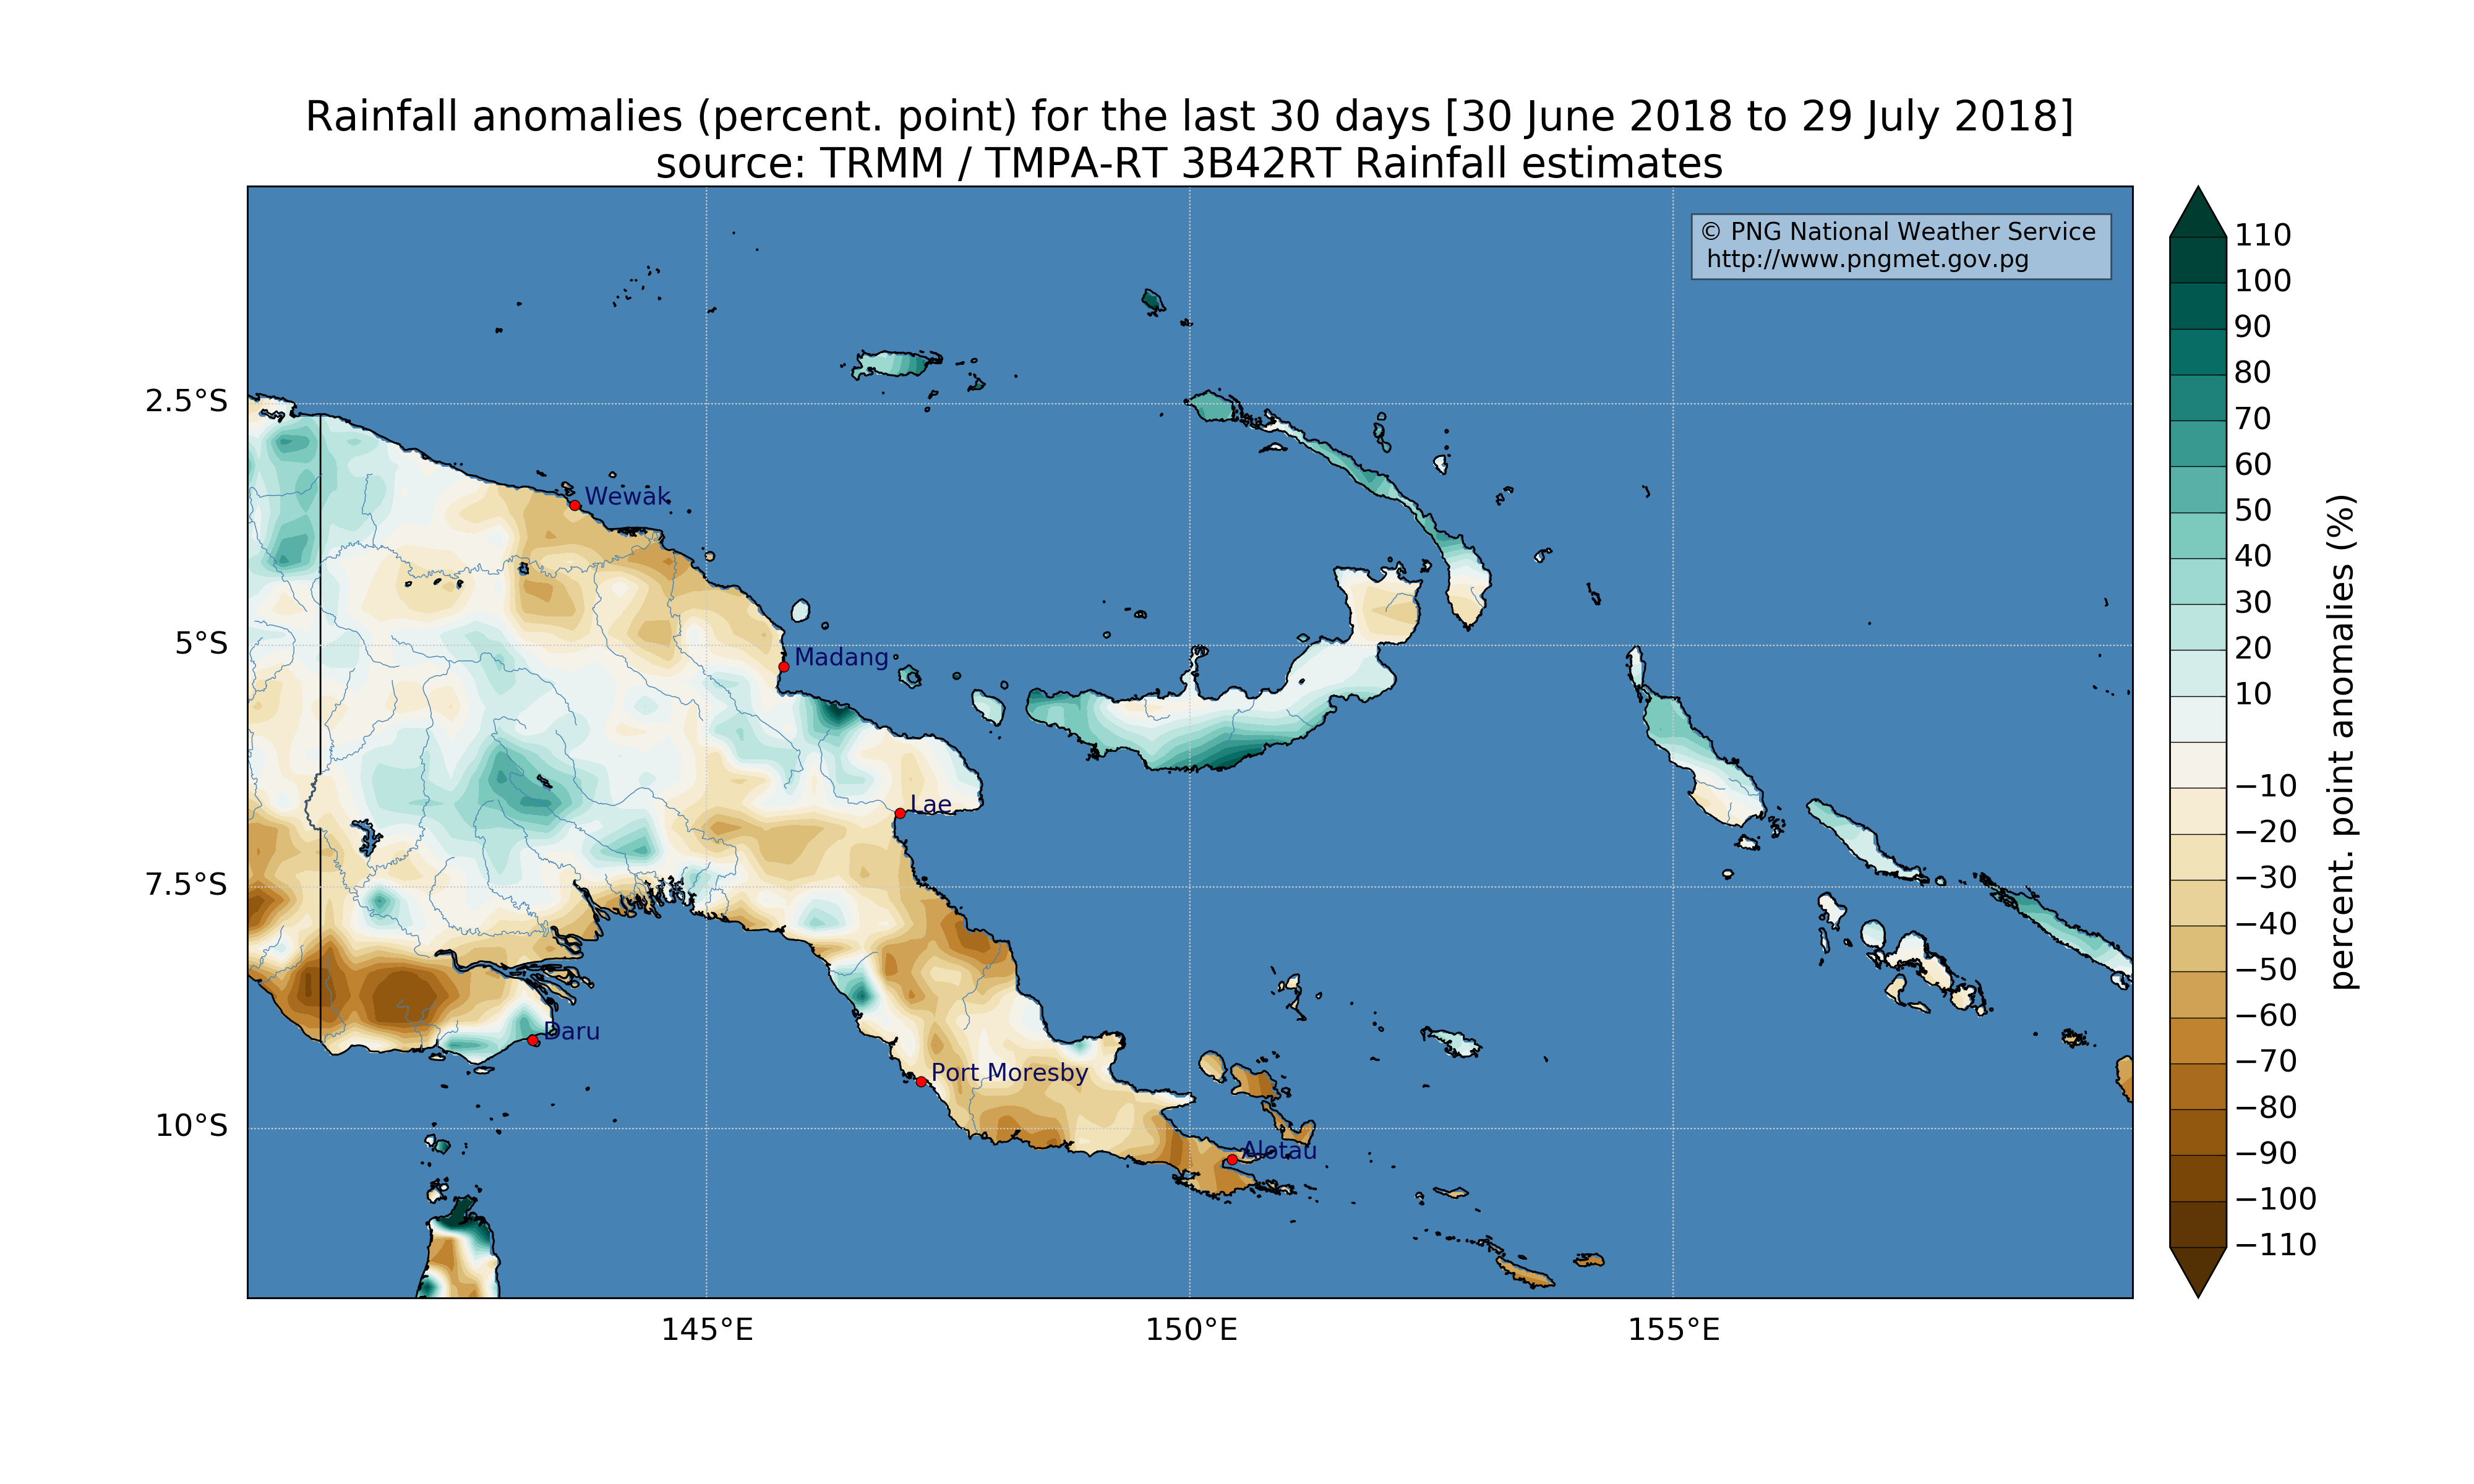 Rainfall anomalies (percent. point) for the last 30 days [30 June 2018 to 29 July 2018]
source: TRMM / TMPA-RT 3B42RT Rainfall estimates
© PNG National Weather Service
http://www.pngmet.gov.pg
2.5°S
5°S
7.5°S
10°S
145°E
150°E
155°E
Wewak
Madang
Lae
Daru
Port Moresby
Alotau
110
100
90
80
70
60
50
40
30
20
10
−10
−20
−30
−40
−50
−60
−70
−80
−90
−100
−110
percent. point anomalies (%)